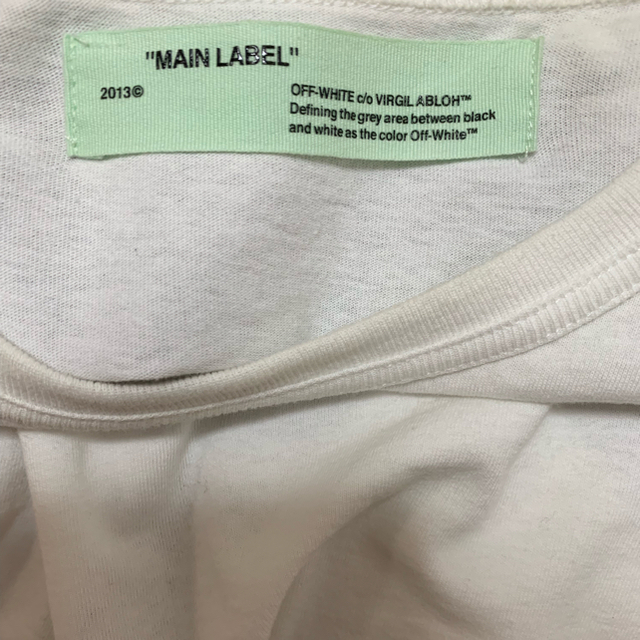 "MAIN LABEL"
2013©
OFF-WHITE c/o VIRGIL ABLOH™
Defining the grey area between black
and white as the color Off-White™